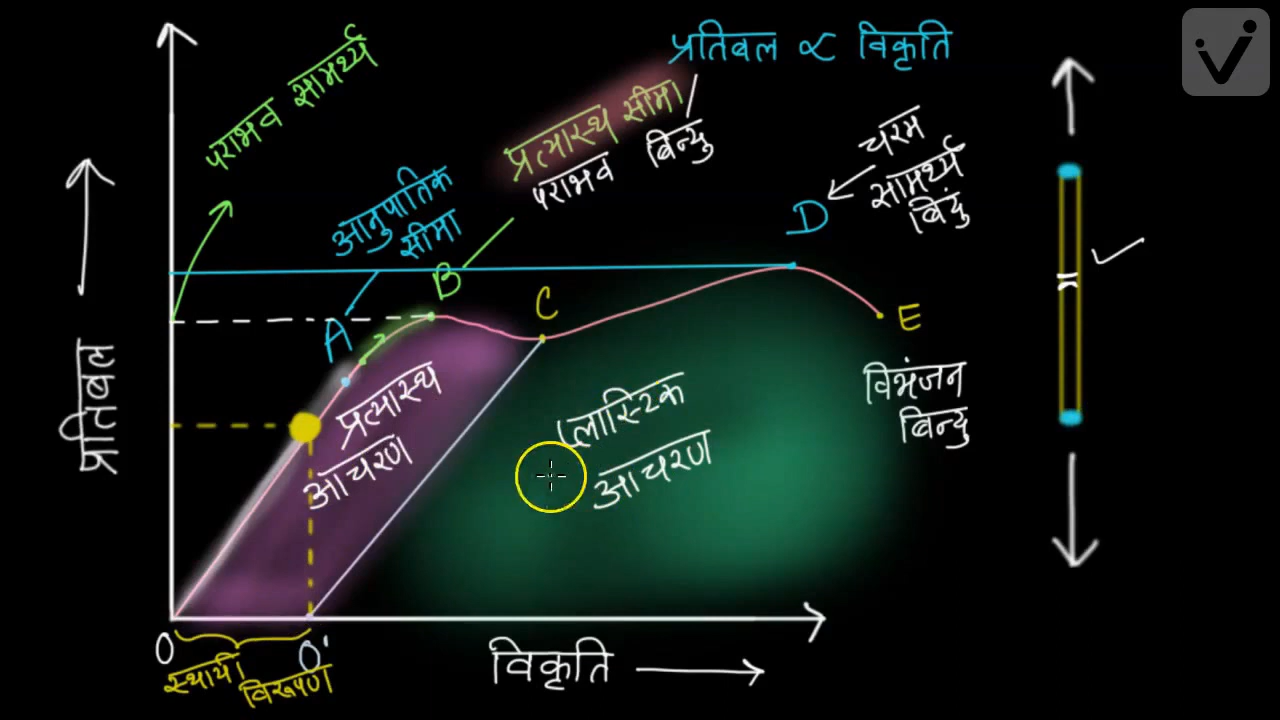 प्रतिबल ∝ विकृति
पराभव सामर्थ्य
प्रत्यास्थ सीमा
पराभव बिन्दु
चरम
सामर्थ्य
बिंदु
आनुपातिक
सीमा
D
B
C
A
E
प्रतिबल
प्रत्यास्थ
आचरण
प्लास्टिक
आचरण
विभंजन
बिन्दु
O
O'
स्थायी
विरूपण
विकृति